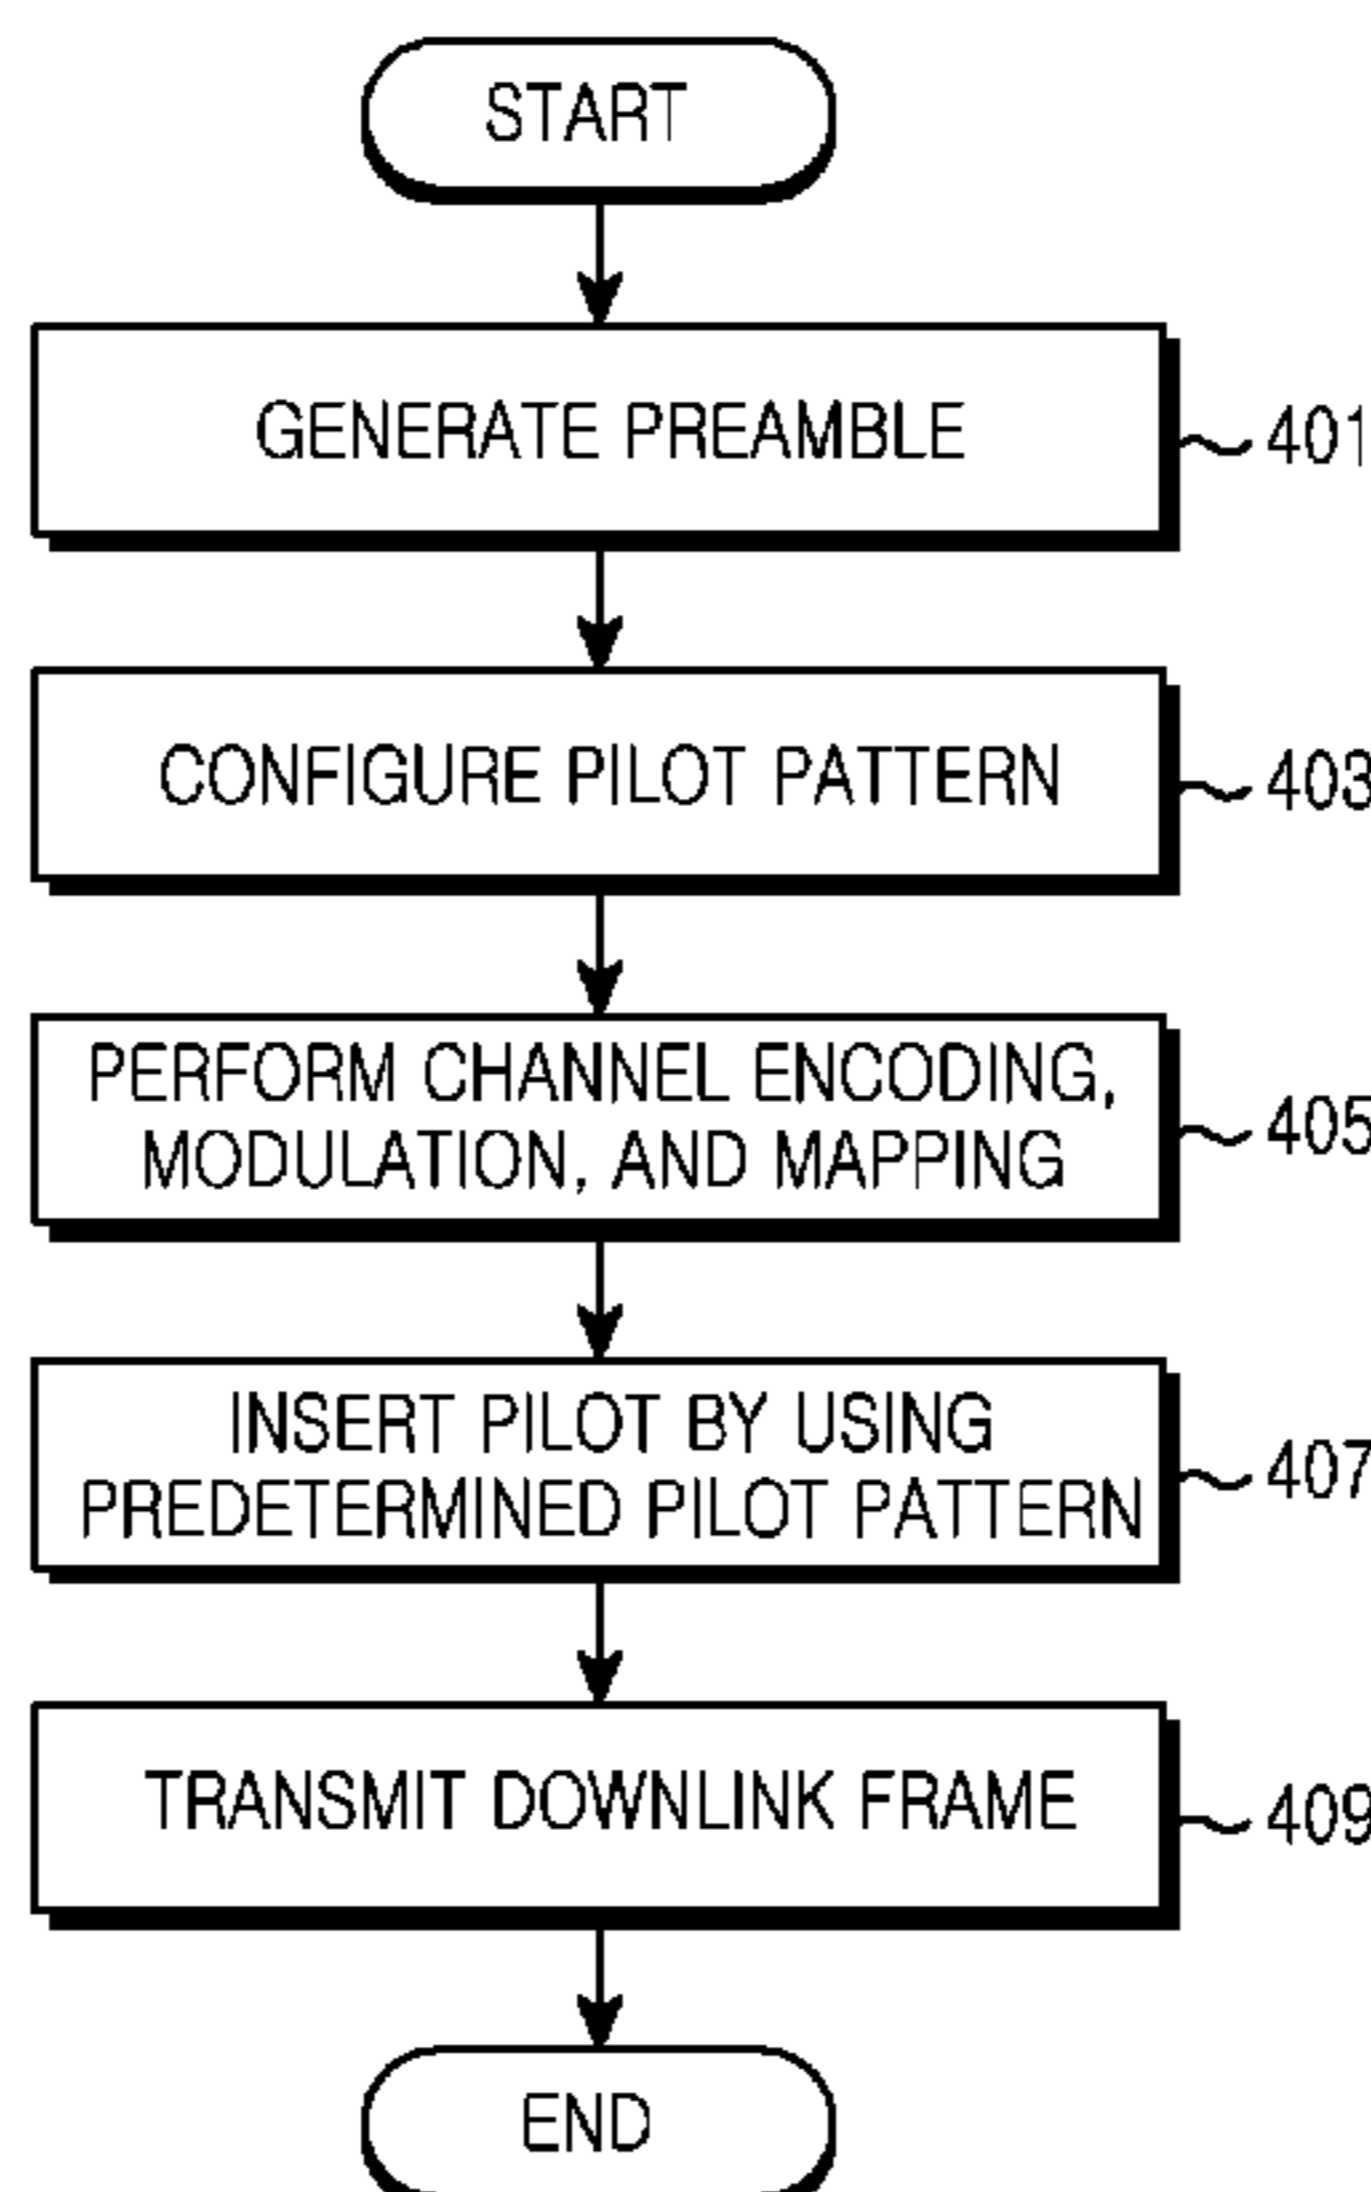 START
GENERATE PREAMBLE
401
CONFIGURE PILOT PATTERN
403
PERFORM CHANNEL ENCODING,
MODULATION, AND MAPPING
405
INSERT PILOT BY USING
PREDETERMINED PILOT PATTERN
407
TRANSMIT DOWNLINK FRAME
409
END